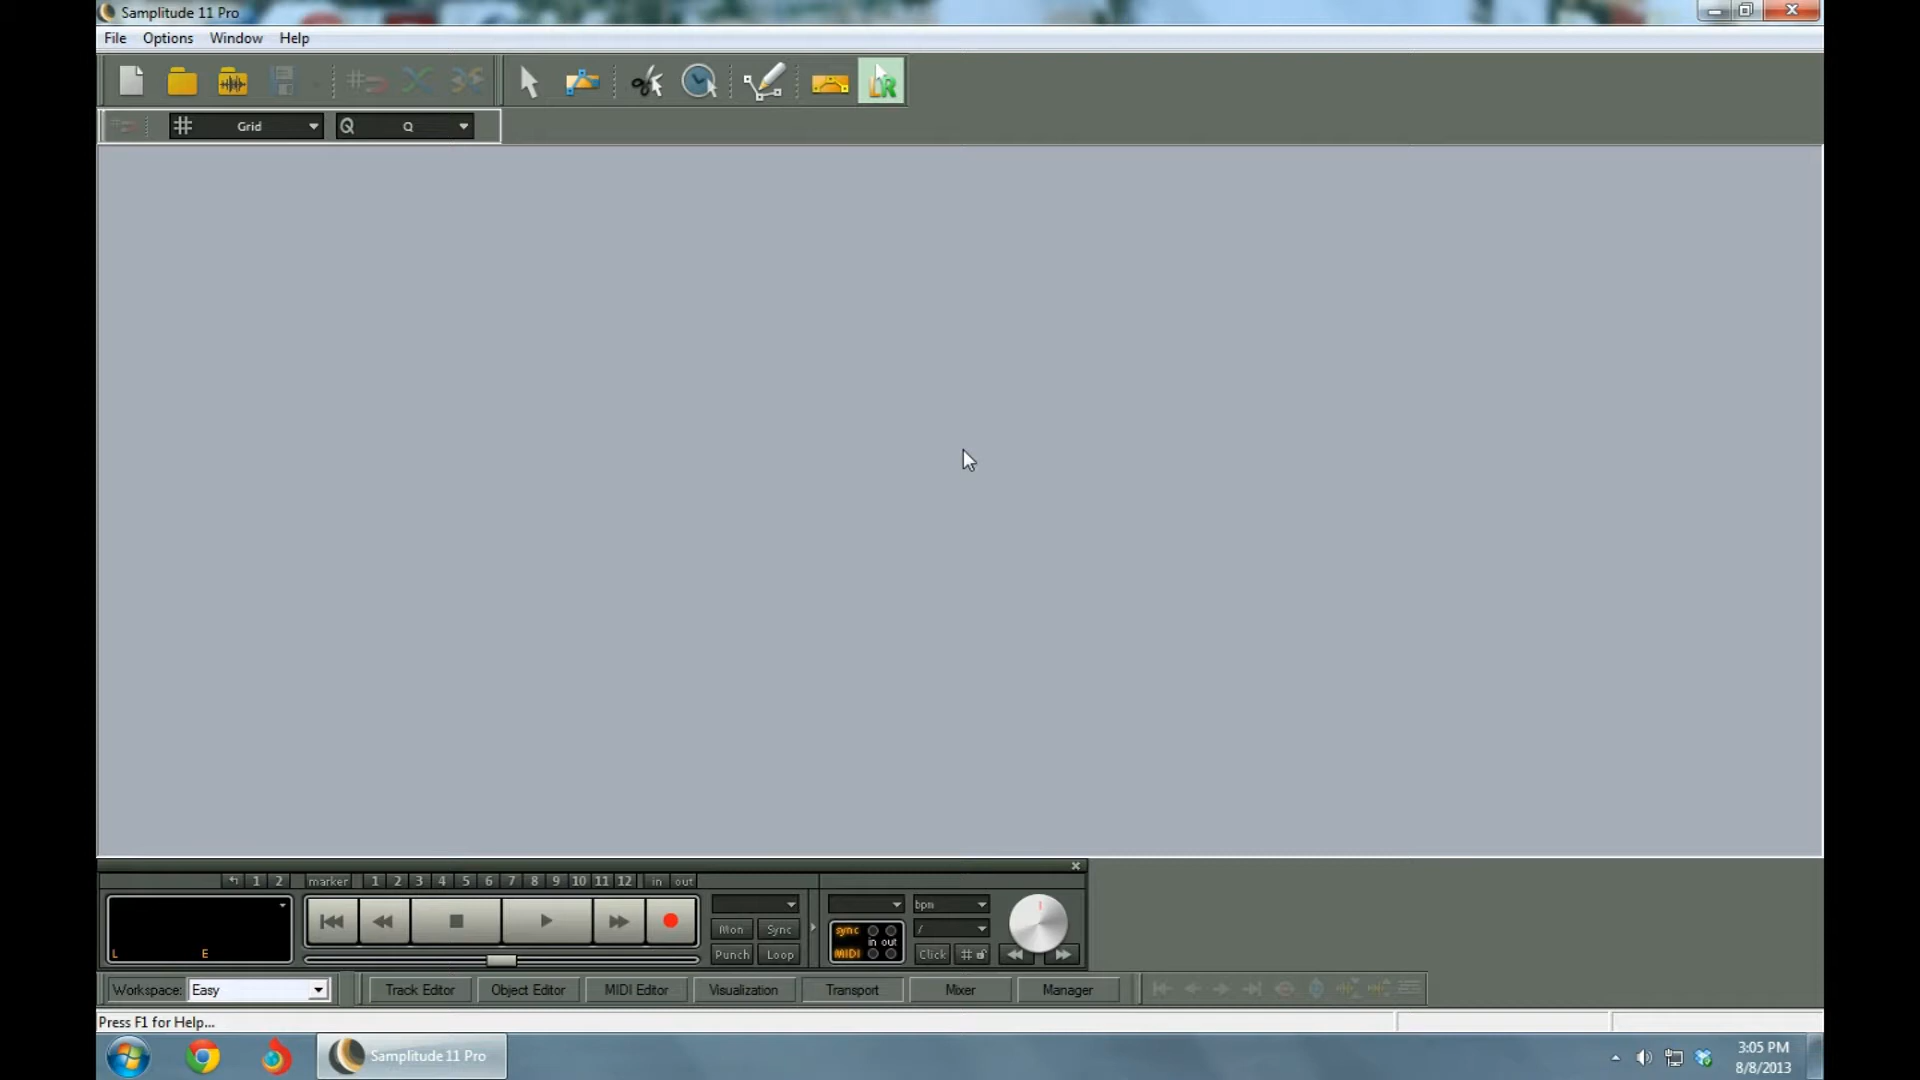 Samplitude 11 Pro
File Options Window Help
# Grid Q Q
↰ 1 2 marker 1 2 3 4 5 6 7 8 9 10 11 12 in out
L E
Mon Sync
Punch Loop
bpm
sync
in out
MIDI
/
Click #
Workspace: Easy Track Editor Object Editor MIDI Editor Visualization Transport Mixer Manager
Press F1 for Help...
Samplitude 11 Pro
3:05 PM
8/8/2013